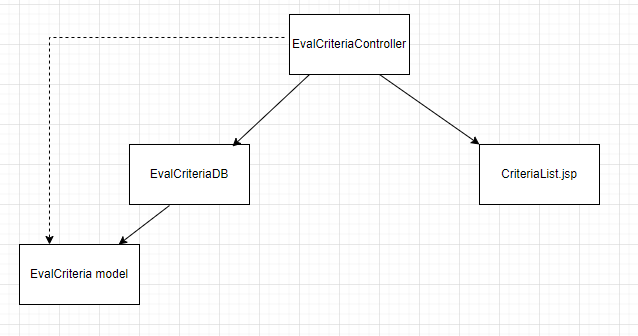 EvalCriteriaController
EvalCriteriaDB
CriteriaList.jsp
EvalCriteria model